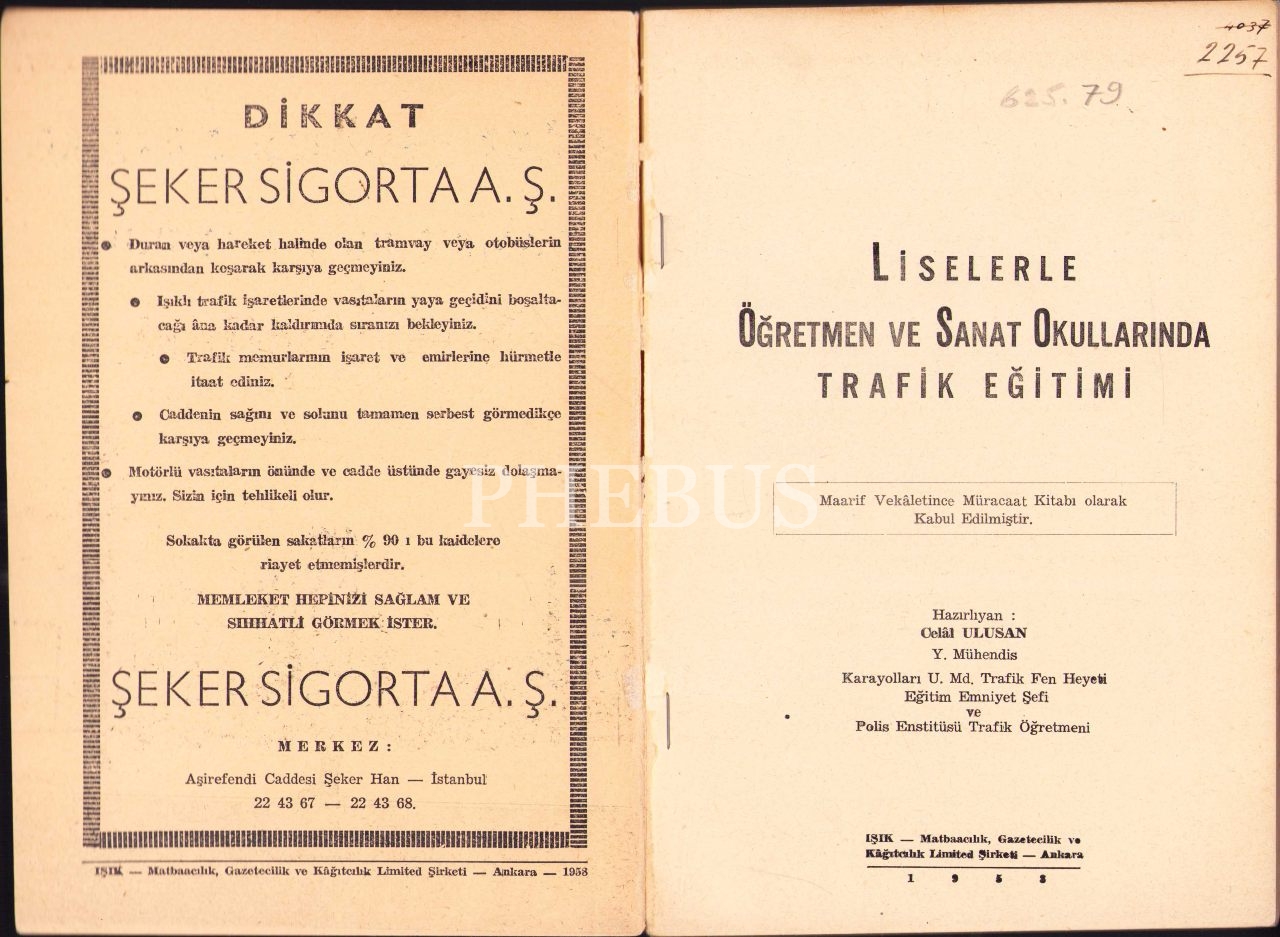 DİKKAT
ŞEKER SİGORTA A. Ş.
Duran veya hareket halinde olan tramvay veya otobüslerin
arkasından koşarak karşıya geçmeyiniz.
Işıklı trafik işaretlerinde vasıtaların yaya geçidini boşalta-
cağı âna kadar kaldırımda sıranızı bekleyiniz.
Trafik memurlarının işaret ve emirlerine hürmetle
itaat ediniz.
Caddenin sağını ve solunu tamamen serbest görmedikçe
karşıya geçmeyiniz.
Motörlü vasıtaların önünde ve cadde üstünde gayesiz dolaşma-
yınız. Sizin için tehlikeli olur.
Sokakta görülen sakatların % 90 ı bu kaidelere
riayet etmemişlerdir.
MEMLEKET HEPİNİZİ SAĞLAM VE
SIHHATLİ GÖRMEK İSTER.
ŞEKER SİGORTA A. Ş.
MERKEZ :
Aşirefendi Caddesi Şeker Han — İstanbul
22 43 67 — 22 43 68.
IŞIK — Matbaacılık, Gazetecilik ve Kâğıtcılık Limited Şirketi — Ankara — 1958
4037
2257
625.79
LİSELERLE
ÖĞRETMEN VE SANAT OKULLARINDA
TRAFİK EĞİTİMİ
Maarif Vekâletince Müracaat Kitabı olarak
Kabul Edilmiştir.
Hazırlıyan :
Celâl ULUSAN
Y. Mühendis
Karayolları U. Md. Trafik Fen Heyeti
Eğitim Emniyet Şefi
ve
Polis Enstitüsü Trafik Öğretmeni
IŞIK — Matbaacılık, Gazetecilik ve
Kâğıtcılık Limited Şirketi — Ankara
1 9 5 8
PHEBUS